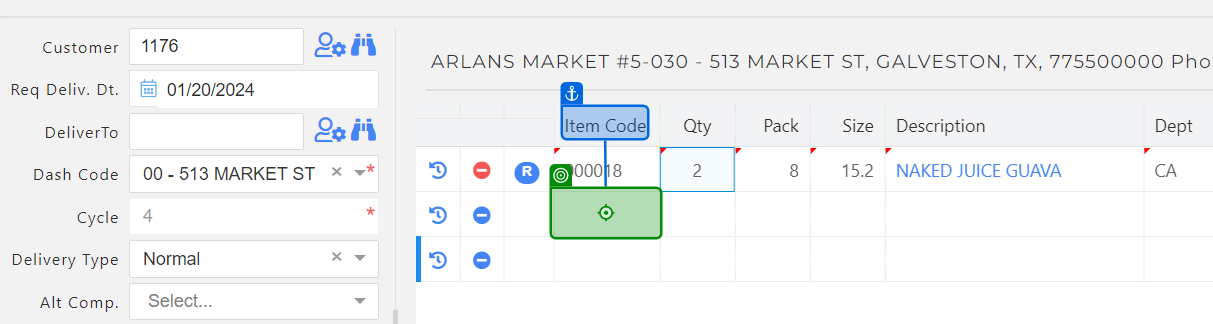 Customer 1176
Req Deliv. Dt. 01/20/2024
DeliverTo
Dash Code 00 - 513 MARKET ST *
Cycle 4 *
Delivery Type Normal
Alt Comp. Select...
ARLANS MARKET #5-030 - 513 MARKET ST, GALVESTON, TX, 775500000 Pho
Item Code Qty Pack Size Description Dept
R 00018 2 8 15.2 NAKED JUICE GUAVA CA